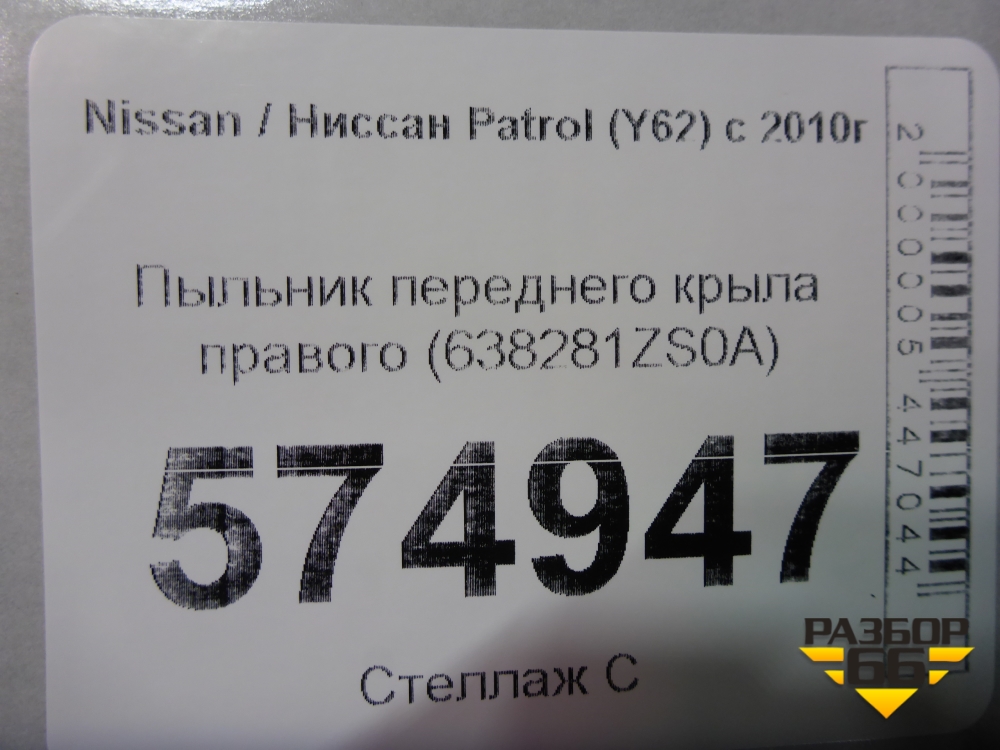 Nissan / Ниссан Patrol (Y62) с 2010г
Пыльник переднего крыла
правого (638281ZS0A)
574947
Стеллаж С
2000005447044
РАЗБОР
66